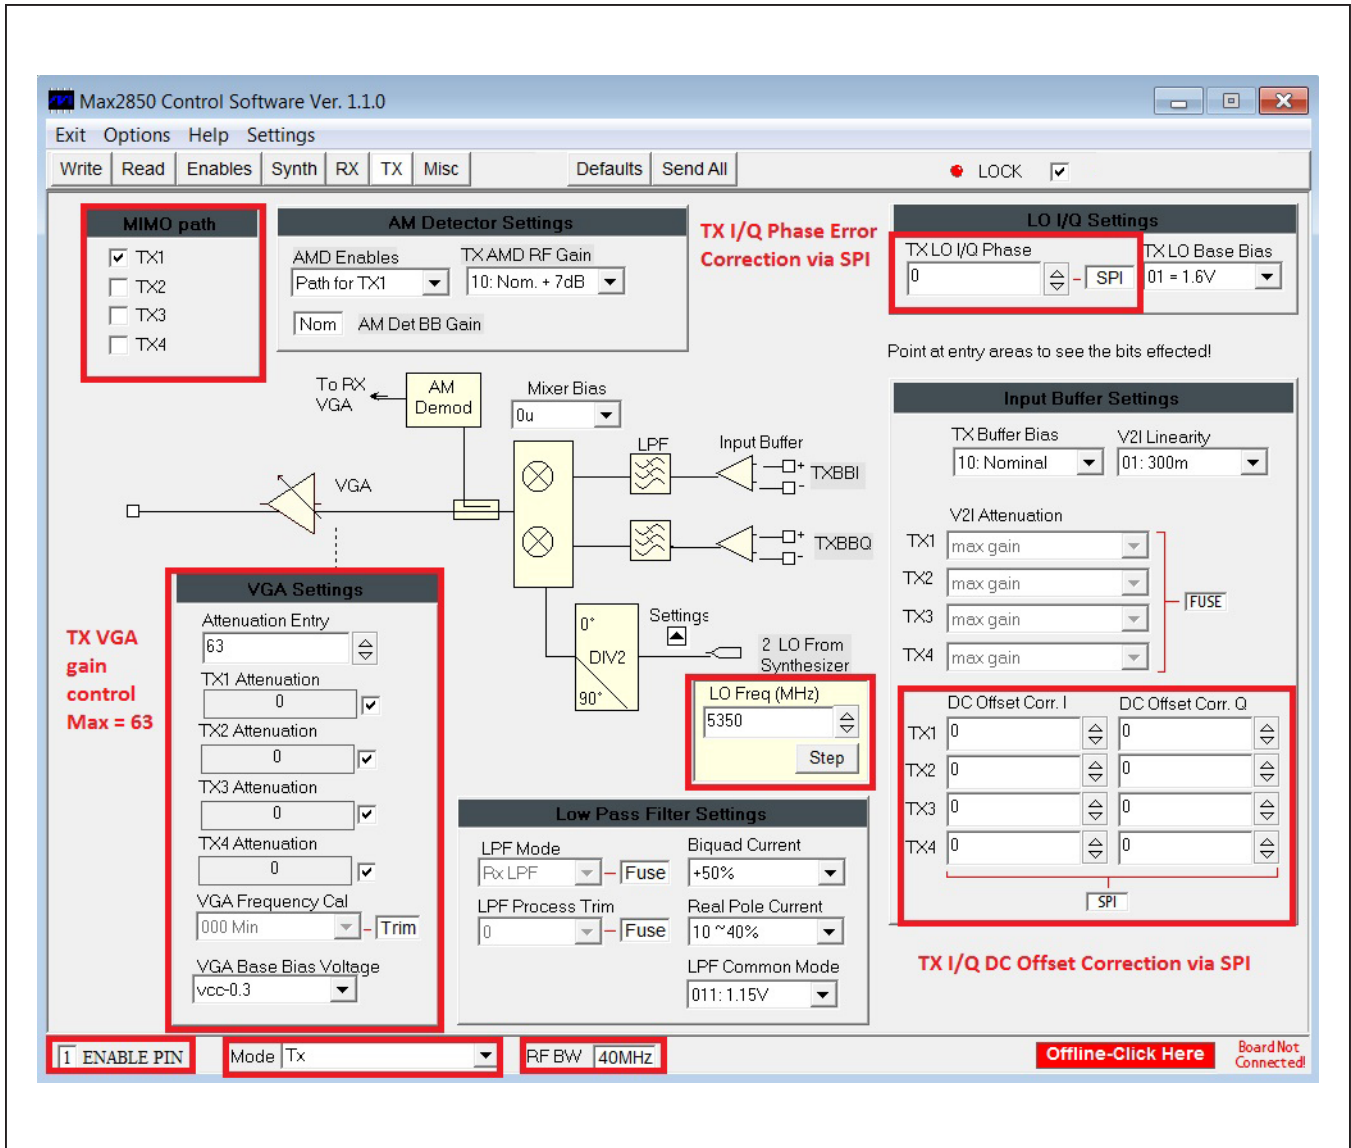 Max2850 Control Software Ver. 1.1.0
Exit Options Help Settings
Write Read Enables Synth RX TX Misc Defaults Send All LOCK
MIMO path
TX1
TX2
TX3
TX4
AM Detector Settings
AMD Enables TX AMD RF Gain
Path for TX1 10: Nom. + 7dB
Nom AM Det BB Gain
TX I/Q Phase Error
Correction via SPI
LO I/Q Settings
TX LO I/Q Phase TX LO Base Bias
0 SPI 01 = 1.6V
Point at entry areas to see the bits effected!
To RX
VGA
AM
Demod
Mixer Bias
0u
LPF Input Buffer
+ TXBBI
-
VGA
+ TXBBQ
-
Input Buffer Settings
TX Buffer Bias V2I Linearity
10: Nominal 01: 300m
V2I Attenuation
TX1 max gain
TX2 max gain
FUSE
TX3 max gain
TX4 max gain
VGA Settings
Attenuation Entry
63
TX1 Attenuation
0
TX2 Attenuation
0
TX3 Attenuation
0
TX4 Attenuation
0
VGA Frequency Cal
000 Min – Trim
VGA Base Bias Voltage
vcc-0.3
TX VGA
gain
control
Max = 63
0°
DIV2
90°
Settings
2 LO From
Synthesizer
LO Freq (MHz)
5350
Step
DC Offset Corr. I DC Offset Corr. Q
TX1 0 0
TX2 0 0
TX3 0 0
TX4 0 0
SPI
TX I/Q DC Offset Correction via SPI
Low Pass Filter Settings
LPF Mode Biquad Current
Rx LPF – Fuse +50%
LPF Process Trim Real Pole Current
0 – Fuse 10 ~40%
LPF Common Mode
011: 1.15V
1 ENABLE PIN Mode Tx RF BW 40MHz Offline-Click Here
Board Not
Connected!